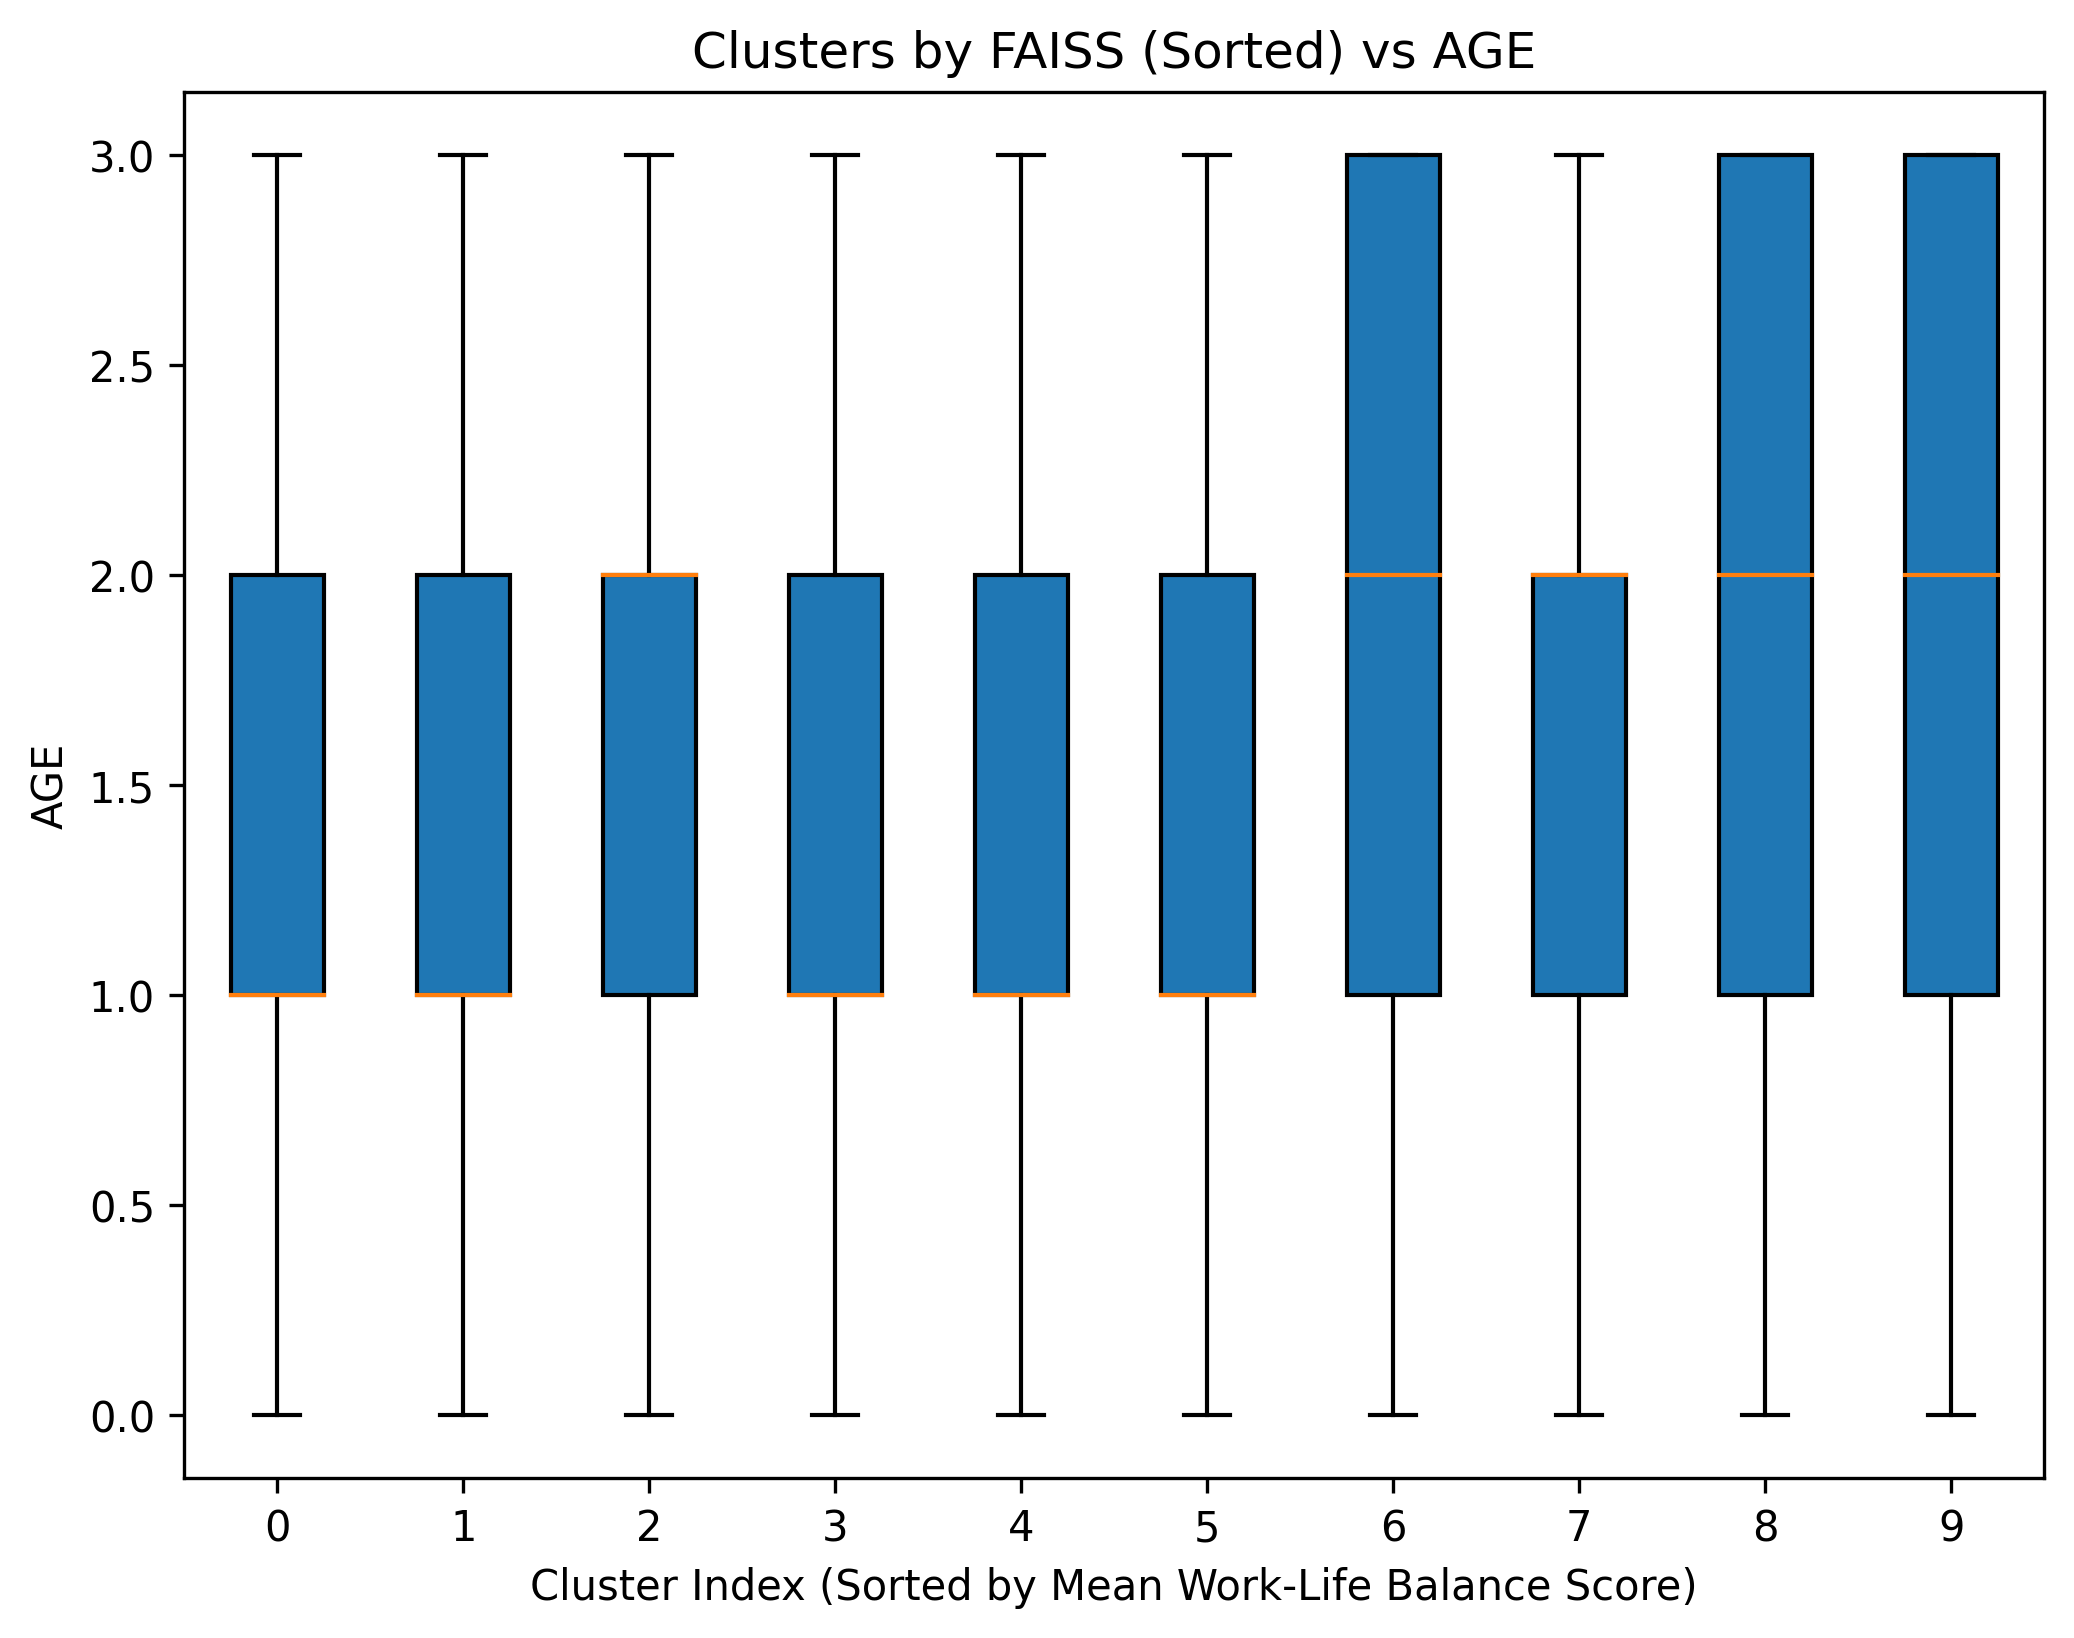 Clusters by FAISS (Sorted) vs AGE
3.0
2.5
2.0
1.5
1.0
0.5
0.0
AGE
0 1 2 3 4 5 6 7 8 9
Cluster Index (Sorted by Mean Work-Life Balance Score)